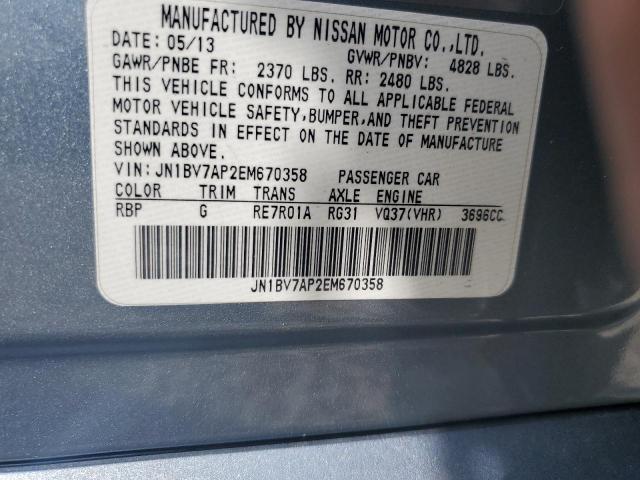 MANUFACTURED BY NISSAN MOTOR CO.,LTD.
DATE: 05/13 GVWR/PNBV: 4828 LBS.
GAWR/PNBE FR: 2370 LBS. RR: 2480 LBS.
THIS VEHICLE CONFORMS TO ALL APPLICABLE FEDERAL
MOTOR VEHICLE SAFETY,BUMPER,AND THEFT PREVENTION
STANDARDS IN EFFECT ON THE DATE OF MANUFACTURE
SHOWN ABOVE.
VIN: JN1BV7AP2EM670358 PASSENGER CAR
COLOR TRIM TRANS AXLE ENGINE
RBP G RE7R01A RG31 VQ37(VHR) 3696CC
JN1BV7AP2EM670358